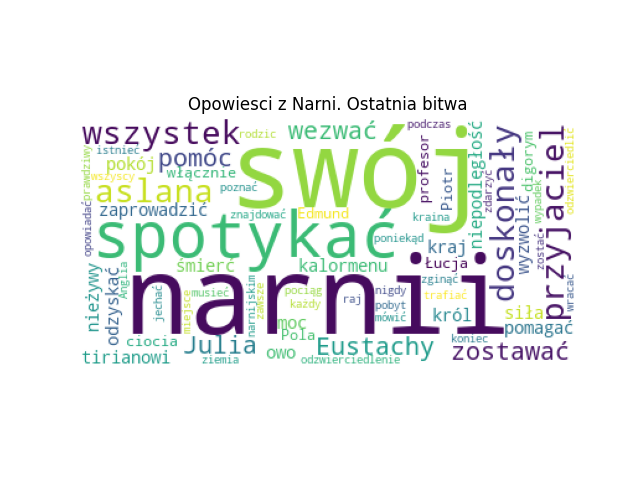 Opowiesci z Narni. Ostatnia bitwa
wszystek
rodzic
wezwać
podczas
istnieć
pokój
pomóc
swój
profesor
Piotr
niepodległość
zdarzyć
doskonały
wyzwolić
digorym
wypadek
przyjaciel
odzwierciedlić
prawdziwy
wszyscy
włącznie
aslana
poznać
opowiadać
zaprowadzić
znajdować
Edmund
kraina
spotykać
poniekąd
kraj
zostać
wracać
nieżywy
odzyskać
Anglia
śmierć
kalormenu
Łucja
zginąć
narnii
jechać
miejsce
musieć
narnijskim
zawsze
pociąg
każdy
raj
nigdy
pobyt
mówić
trafiać
król
siła
pomagać
moc
Pola
ciocia
Julia
owo
Eustachy
koniec
zostawać
tirianowi
ziemia
odzwierciedlenie